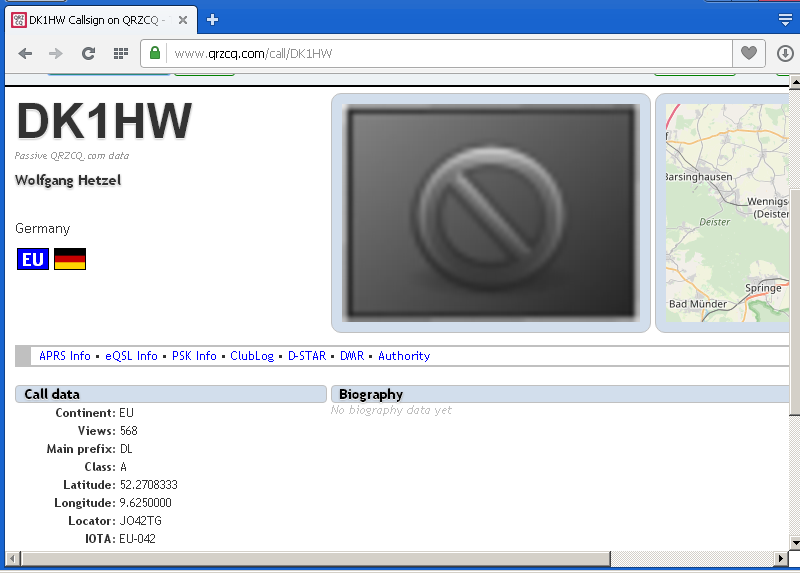 DK1HW Callsign on QRZCQ -
www.qrzcq.com/call/DK1HW
DK1HW
Passive QRZCQ.com data
Wolfgang Hetzel
Germany
EU
Barsinghausen
Wennigs
(Deister
Deister
Springe
Bad Münder
APRS Info • eQSL Info • PSK Info • ClubLog • D-STAR • DMR • Authority
Call data
Continent: EU
Views: 568
Main prefix: DL
Class: A
Latitude: 52.2708333
Longitude: 9.6250000
Locator: JO42TG
IOTA: EU-042
Biography
No biography data yet